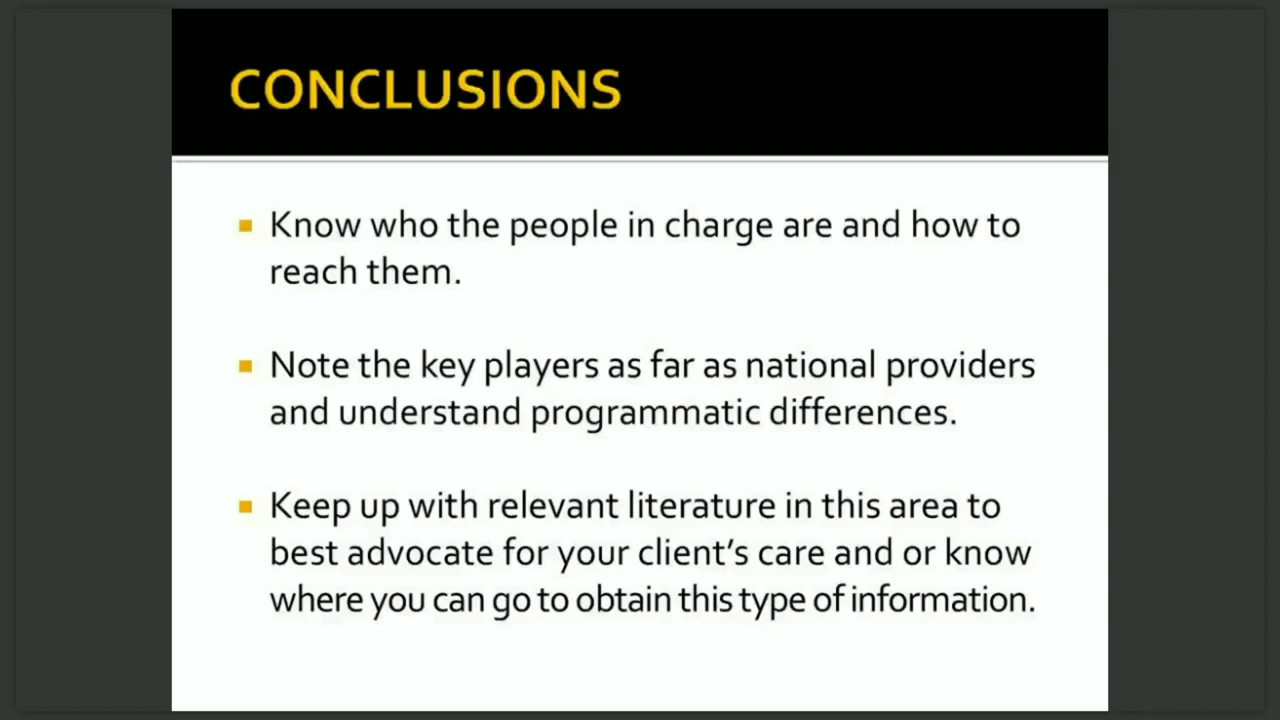 CONCLUSIONS
Know who the people in charge are and how to
reach them.
Note the key players as far as national providers
and understand programmatic differences.
Keep up with relevant literature in this area to
best advocate for your client's care and or know
where you can go to obtain this type of information.